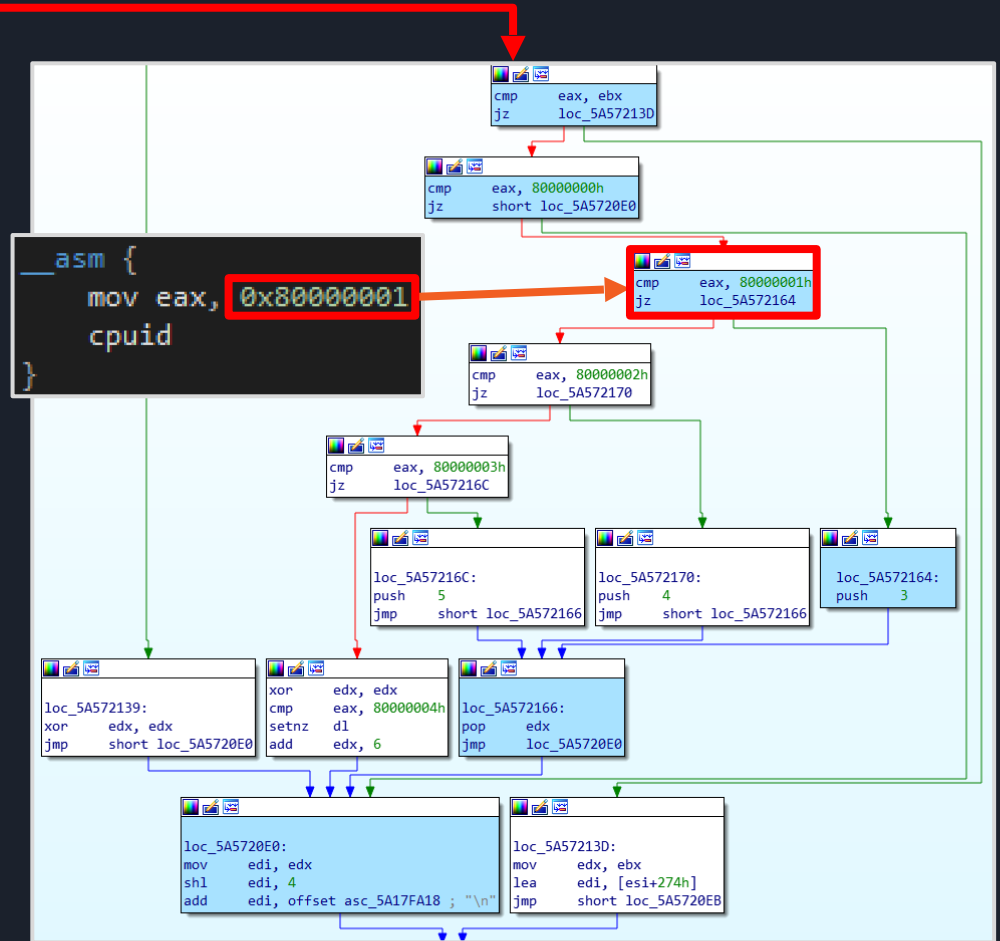 cmp eax, ebx
jz loc_5A57213D
cmp eax, 80000000h
jz short loc_5A5720E0
__asm {
mov eax, 0x80000001
cpuid
}
cmp eax, 80000001h
jz loc_5A572164
cmp eax, 80000002h
jz loc_5A572170
cmp eax, 80000003h
jz loc_5A57216C
loc_5A57216C:
push 5
jmp short loc_5A572166
loc_5A572170:
push 4
jmp short loc_5A572166
loc_5A572164:
push 3
loc_5A572139:
xor edx, edx
jmp short loc_5A5720E0
xor edx, edx
cmp eax, 80000004h
setnz dl
add edx, 6
loc_5A572166:
pop edx
jmp loc_5A5720E0
loc_5A5720E0:
mov edi, edx
shl edi, 4
add edi, offset asc_5A17FA18 ; "\n"
loc_5A57213D:
mov edx, ebx
lea edi, [esi+274h]
jmp short loc_5A5720EB